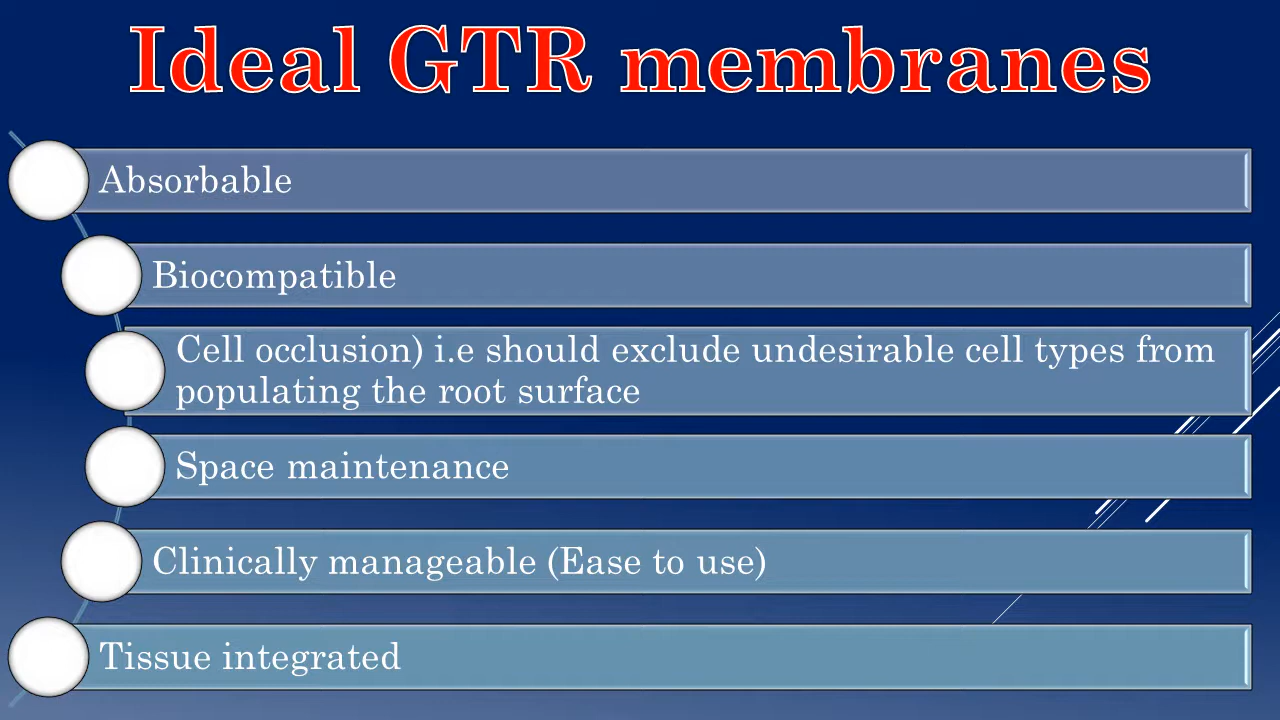 Ideal GTR membranes
Absorbable
Biocompatible
Cell occlusion) i.e should exclude undesirable cell types from
populating the root surface
Space maintenance
Clinically manageable (Ease to use)
Tissue integrated